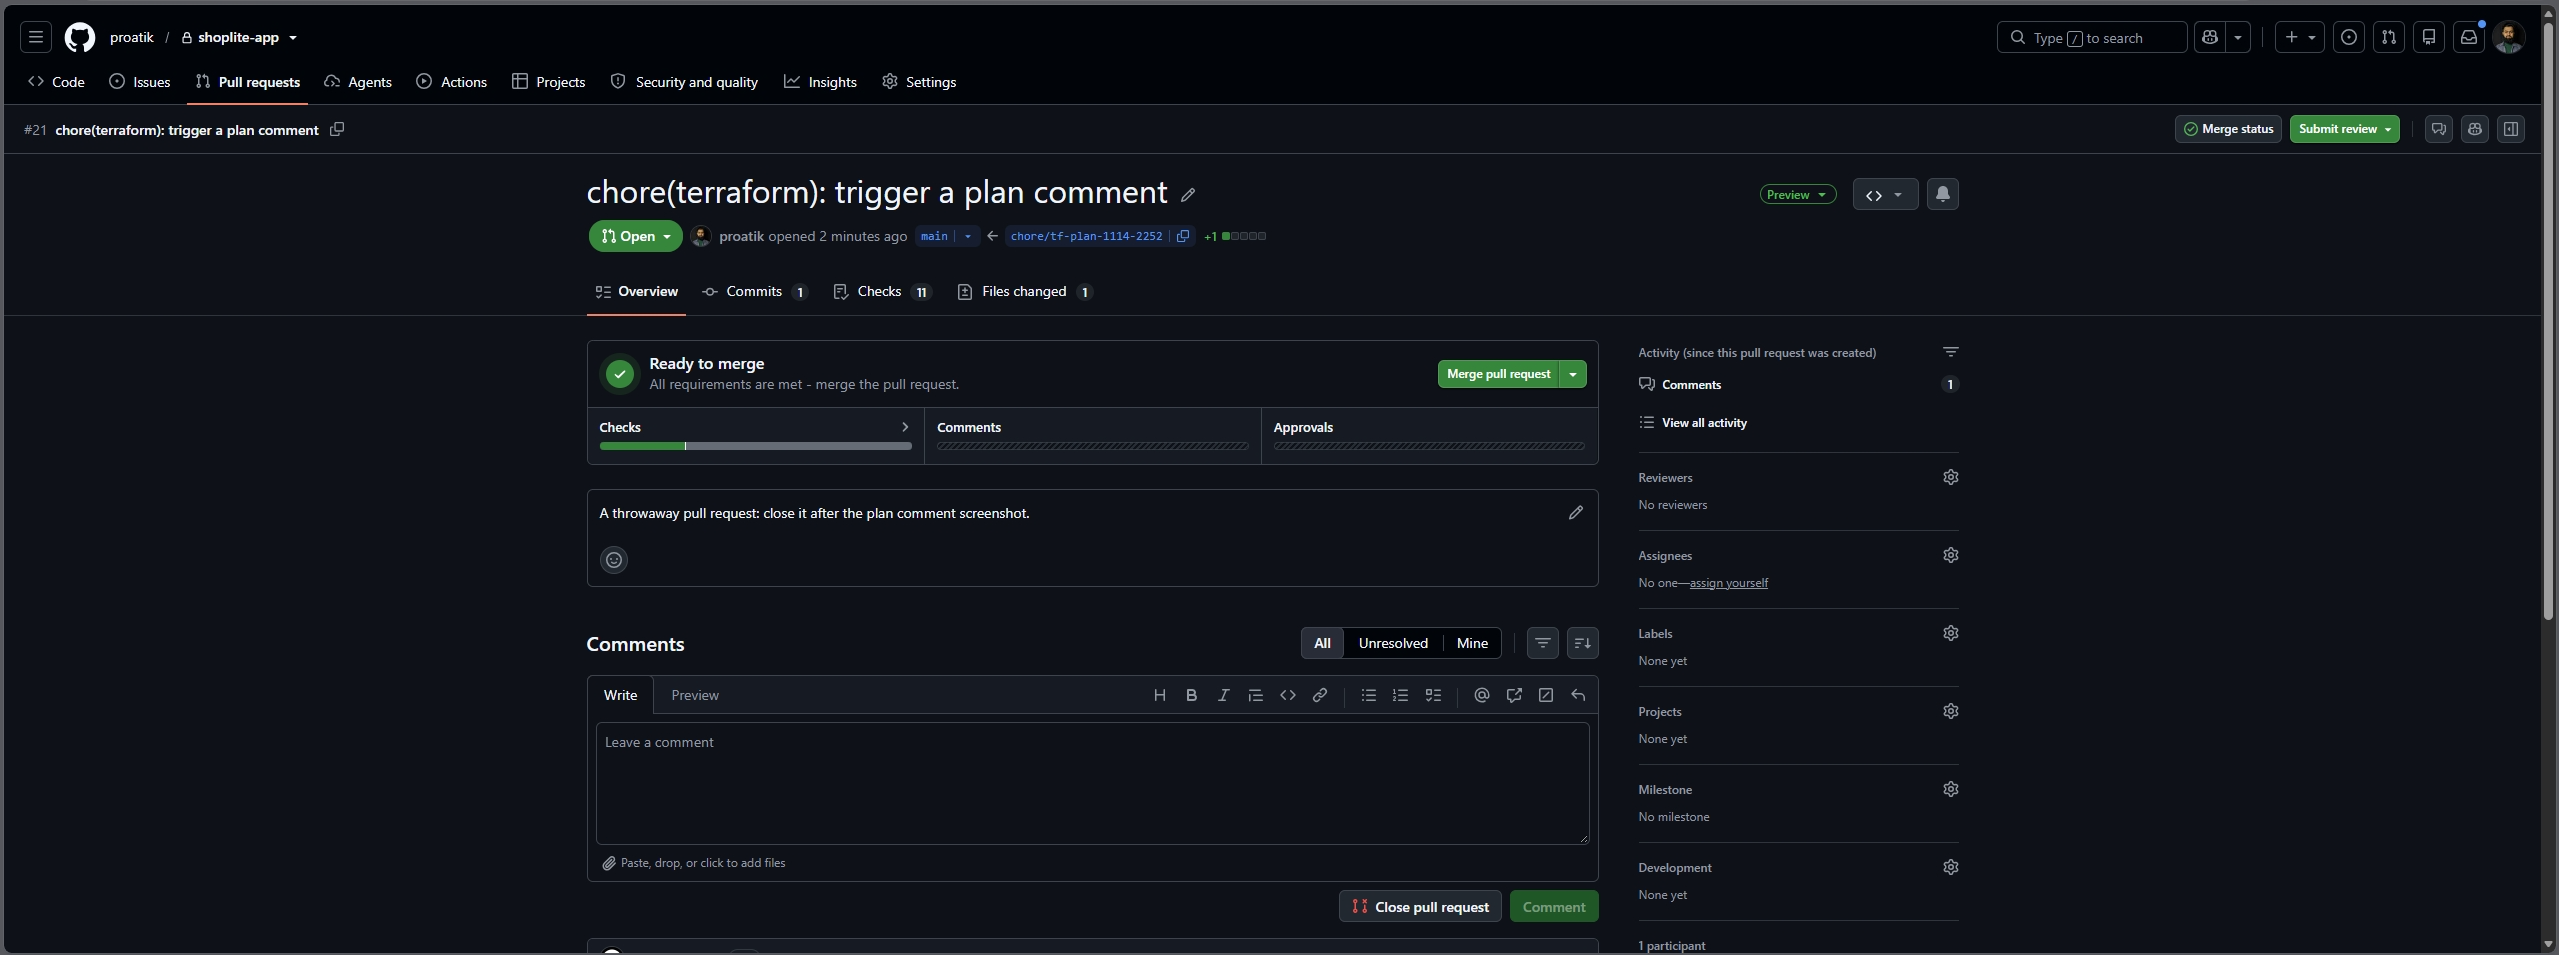 proatik / shoplite-app
Type / to search
Code Issues Pull requests Agents Actions Projects Security and quality Insights Settings
#21 chore(terraform): trigger a plan comment
Merge status Submit review
chore(terraform): trigger a plan comment
Preview
Open proatik opened 2 minutes ago main ← chore/tf-plan-1114-2252 +1
Overview Commits 1 Checks 11 Files changed 1
Ready to merge
All requirements are met - merge the pull request.
Merge pull request
Checks Comments Approvals
A throwaway pull request: close it after the plan comment screenshot.
Comments
All Unresolved Mine
Write Preview
Leave a comment
Paste, drop, or click to add files
Close pull request Comment
Activity (since this pull request was created)
Comments 1
View all activity
Reviewers
No reviewers
Assignees
No one—assign yourself
Labels
None yet
Projects
None yet
Milestone
No milestone
Development
None yet
1 participant